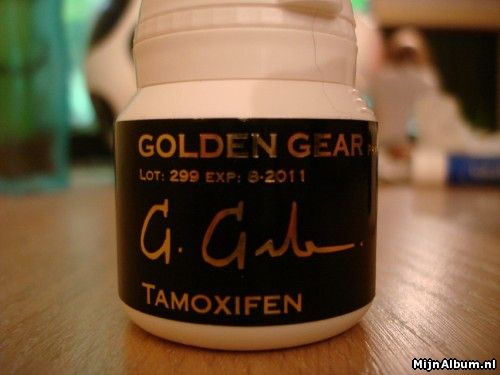 GOLDEN GEAR
LOT: 299 EXP: 8-2011
G. G
TAMOXIFEN
MijnAlbum.nl